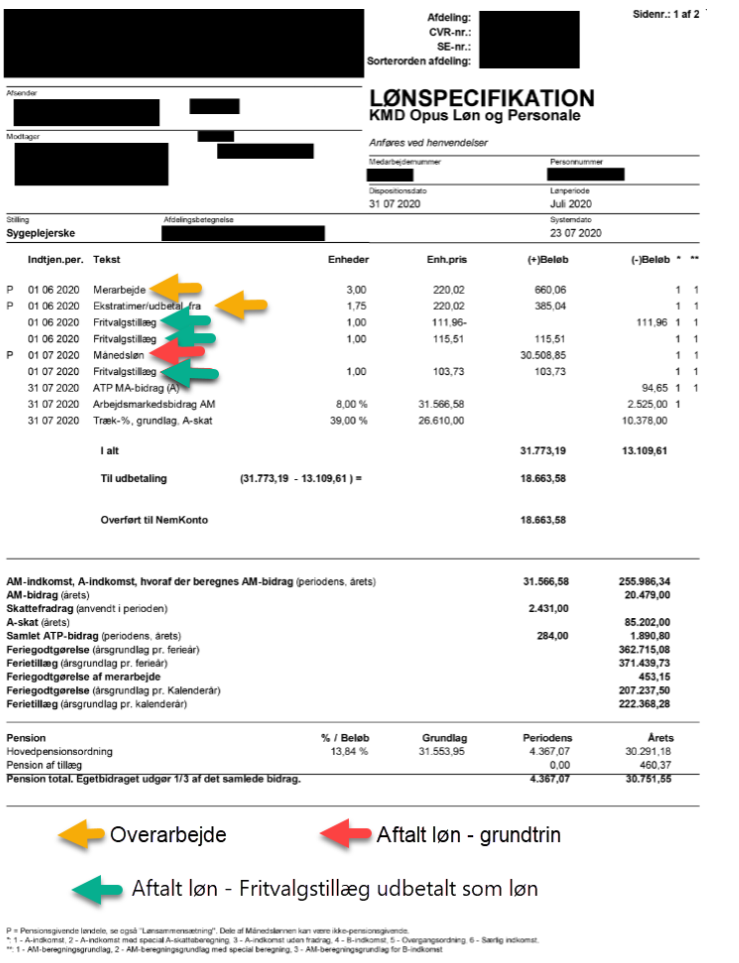 Afdeling:
Sidenr.: 1 af 2
CVR-nr.:
SE-nr.:
Sorterorden afdeling:
Afsender
LØNSPECIFIKATION
KMD Opus Løn og Personale
Modtager
Anføres ved henvendelser
Medarbejdernummer Personnummer
Dispositionsdato Lønperiode
31 07 2020 Juli 2020
Stilling Afdelingsbetegnelse Systemdato
Sygeplejerske 23 07 2020
Indtjen.per. Tekst Enheder Enh.pris (+)Beløb (-)Beløb * **
P 01 06 2020 Merarbejde 3,00 220,02 660,06 1 1
P 01 06 2020 Ekstratimer/udbetal. fra 1,75 220,02 385,04 1 1
01 06 2020 Fritvalgstillæg 1,00 111,96- 111,96 1 1
01 06 2020 Fritvalgstillæg 1,00 115,51 115,51 1 1
P 01 07 2020 Månedsløn 30.508,85 1 1
01 07 2020 Fritvalgstillæg 1,00 103,73 103,73 1 1
31 07 2020 ATP MA-bidrag (A) 94,65 1 1
31 07 2020 Arbejdsmarkedsbidrag AM 8,00 % 31.566,58 2.525,00 1
31 07 2020 Træk-%, grundlag, A-skat 39,00 % 26.610,00 10.378,00
I alt 31.773,19 13.109,61
Til udbetaling (31.773,19 - 13.109,61 ) = 18.663,58
Overført til NemKonto 18.663,58
AM-indkomst, A-indkomst, hvoraf der beregnes AM-bidrag (periodens, årets) 31.566,58 255.986,34
AM-bidrag (årets) 20.479,00
Skattefradrag (anvendt i perioden) 2.431,00
A-skat (årets) 85.202,00
Samlet ATP-bidrag (periodens, årets) 284,00 1.890,80
Feriegodtgørelse (årsgrundlag pr. ferieår) 362.715,08
Ferietillæg (årsgrundlag pr. ferieår) 371.439,73
Feriegodtgørelse af merarbejde 453,15
Feriegodtgørelse (årsgrundlag pr. Kalenderår) 207.237,50
Ferietillæg (årsgrundlag pr. kalenderår) 222.368,28
Pension % / Beløb Grundlag Periodens Årets
Hovedpensionsordning 13,84 % 31.553,95 4.367,07 30.291,18
Pension af tillæg 0,00 460,37
Pension total. Egetbidraget udgør 1/3 af det samlede bidrag. 4.367,07 30.751,55
Overarbejde Aftalt løn - grundtrin
Aftalt løn - Fritvalgstillæg udbetalt som løn
P = Pensionsgivende løndele, se også "Lønsammensætning". Dele af Månedslønnen kan være ikke-pensionsgivende.
*: 1 - A-indkomst, 2 - A-indkomst med special A-skatteberegning, 3 - A-indkomst uden fradrag, 4 - B-indkomst, 5 - Overgangsordning, 6 - Særlig indkomst.
**: 1 - AM-beregningsgrundlag, 2 - AM-beregningsgrundlag med special beregning, 3 - AM-beregningsgrundlag for B-indkomst